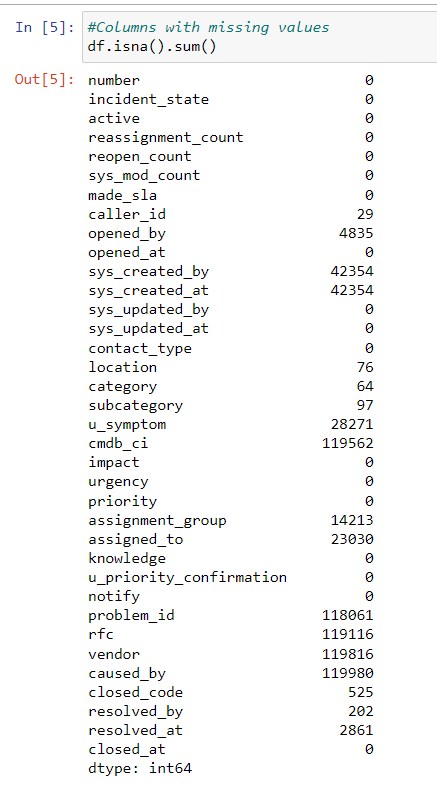 In [5]: #Columns with missing values
df.isna().sum()
Out[5]: number 0
incident_state 0
active 0
reassignment_count 0
reopen_count 0
sys_mod_count 0
made_sla 0
caller_id 29
opened_by 4835
opened_at 0
sys_created_by 42354
sys_created_at 42354
sys_updated_by 0
sys_updated_at 0
contact_type 0
location 76
category 64
subcategory 97
u_symptom 28271
cmdb_ci 119562
impact 0
urgency 0
priority 0
assignment_group 14213
assigned_to 23030
knowledge 0
u_priority_confirmation 0
notify 0
problem_id 118061
rfc 119116
vendor 119816
caused_by 119980
closed_code 525
resolved_by 202
resolved_at 2861
closed_at 0
dtype: int64